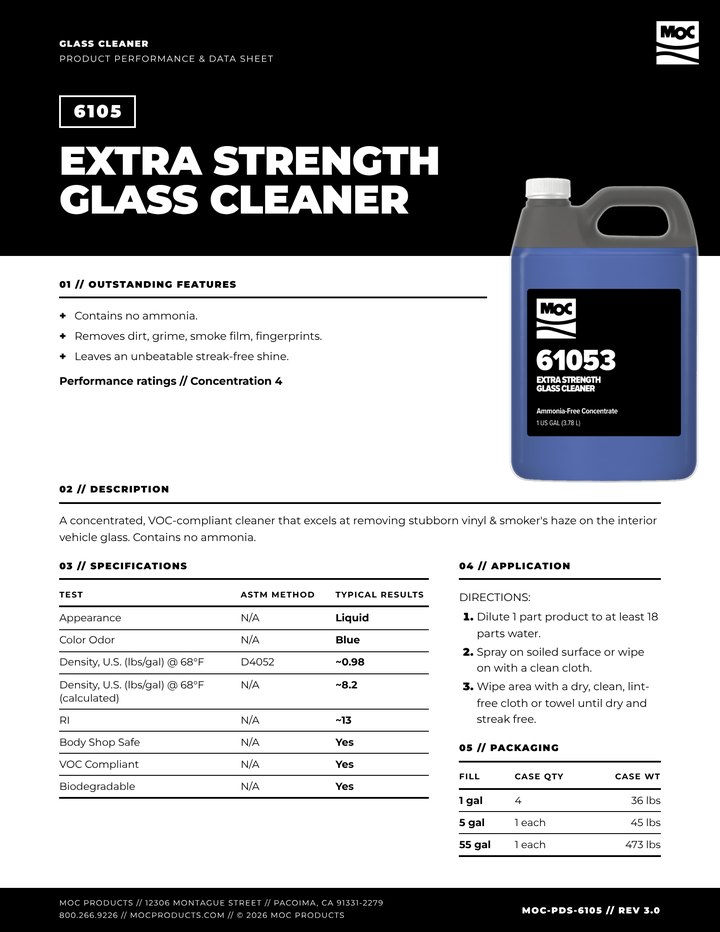 GLASS CLEANER
PRODUCT PERFORMANCE & DATA SHEET
MOC
6105
EXTRA STRENGTH
GLASS CLEANER
01 // OUTSTANDING FEATURES
+ Contains no ammonia.
+ Removes dirt, grime, smoke film, fingerprints.
+ Leaves an unbeatable streak-free shine.
Performance ratings // Concentration 4
MOC
61053
EXTRA STRENGTH
GLASS CLEANER
Ammonia-Free Concentrate
1 US GAL (3.78 L)
02 // DESCRIPTION
A concentrated, VOC-compliant cleaner that excels at removing stubborn vinyl & smoker's haze on the interior
vehicle glass. Contains no ammonia.
03 // SPECIFICATIONS
TEST ASTM METHOD TYPICAL RESULTS
Appearance N/A Liquid
Color Odor N/A Blue
Density, U.S. (lbs/gal) @ 68°F D4052 ~0.98
Density, U.S. (lbs/gal) @ 68°F N/A ~8.2
(calculated)
RI N/A ~13
Body Shop Safe N/A Yes
VOC Compliant N/A Yes
Biodegradable N/A Yes
04 // APPLICATION
DIRECTIONS:
1. Dilute 1 part product to at least 18
parts water.
2. Spray on soiled surface or wipe
on with a clean cloth.
3. Wipe area with a dry, clean, lint-
free cloth or towel until dry and
streak free.
05 // PACKAGING
FILL CASE QTY CASE WT
1 gal 4 36 lbs
5 gal 1 each 45 lbs
55 gal 1 each 473 lbs
MOC PRODUCTS // 12306 MONTAGUE STREET // PACOIMA, CA 91331-2279
800.266.9226 // MOCPRODUCTS.COM // © 2026 MOC PRODUCTS
MOC-PDS-6105 // REV 3.0